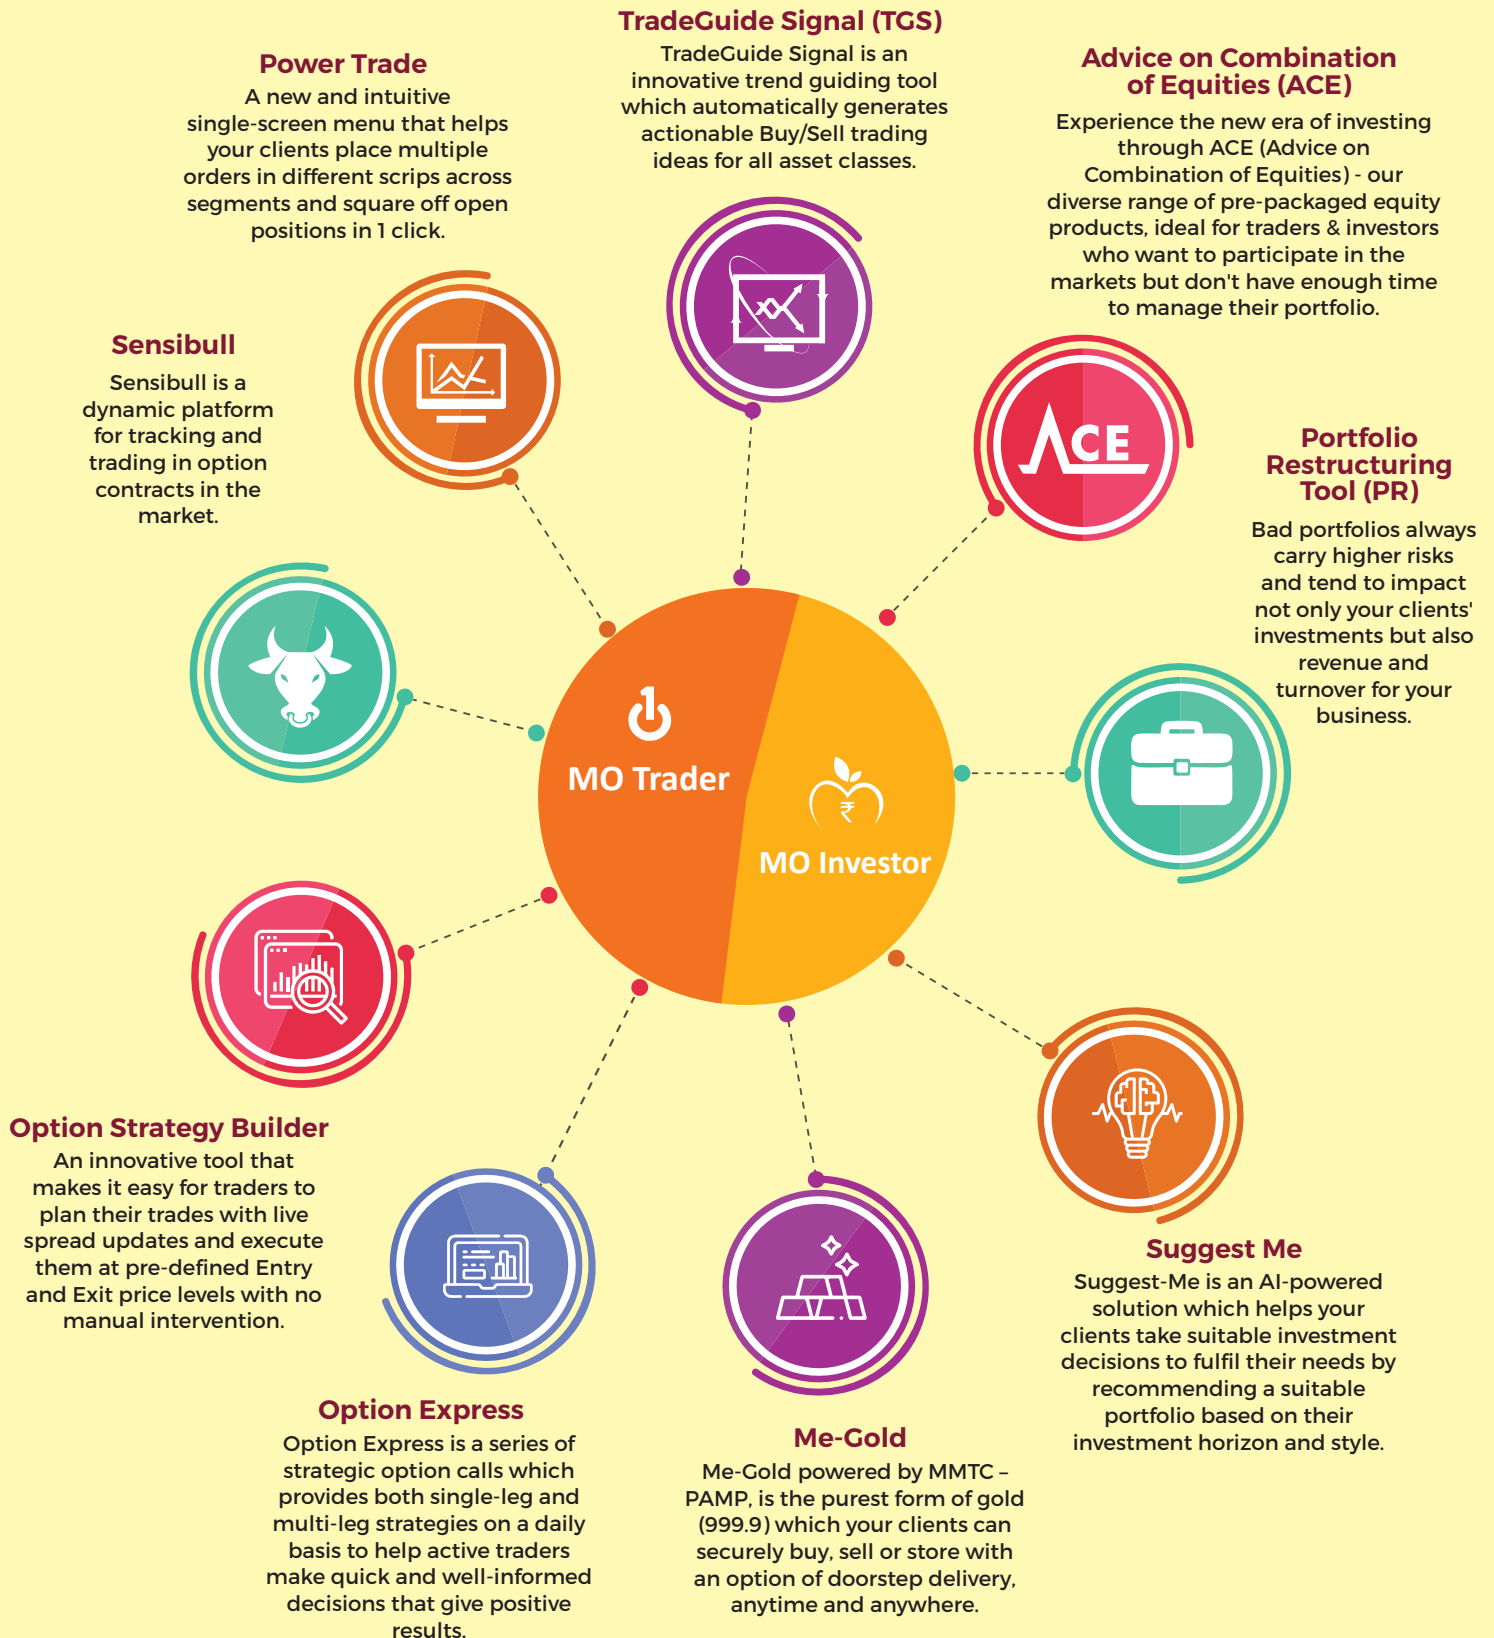 TradeGuide Signal (TGS)
TradeGuide Signal is an
innovative trend guiding tool
which automatically generates
actionable Buy/Sell trading
ideas for all asset classes.
Power Trade
A new and intuitive
single-screen menu that helps
your clients place multiple
orders in different scrips across
segments and square off open
positions in 1 click.
Advice on Combination
of Equities (ACE)
Experience the new era of investing
through ACE (Advice on
Combination of Equities) - our
diverse range of pre-packaged equity
products, ideal for traders & investors
who want to participate in the
markets but don't have enough time
to manage their portfolio.
Sensibull
Sensibull is a
dynamic platform
for tracking and
trading in option
contracts in the
market.
ACE
Portfolio
Restructuring
Tool (PR)
Bad portfolios always
carry higher risks
and tend to impact
not only your clients'
investments but also
revenue and
turnover for your
business.
MO Trader
₹
MO Investor
Option Strategy Builder
An innovative tool that
makes it easy for traders to
plan their trades with live
spread updates and execute
them at pre-defined Entry
and Exit price levels with no
manual intervention.
Suggest Me
Suggest-Me is an AI-powered
solution which helps your
clients take suitable investment
decisions to fulfil their needs by
recommending a suitable
portfolio based on their
investment horizon and style.
Option Express
Option Express is a series of
strategic option calls which
provides both single-leg and
multi-leg strategies on a daily
basis to help active traders
make quick and well-informed
decisions that give positive
results.
Me-Gold
Me-Gold powered by MMTC –
PAMP, is the purest form of gold
(999.9) which your clients can
securely buy, sell or store with
an option of doorstep delivery,
anytime and anywhere.